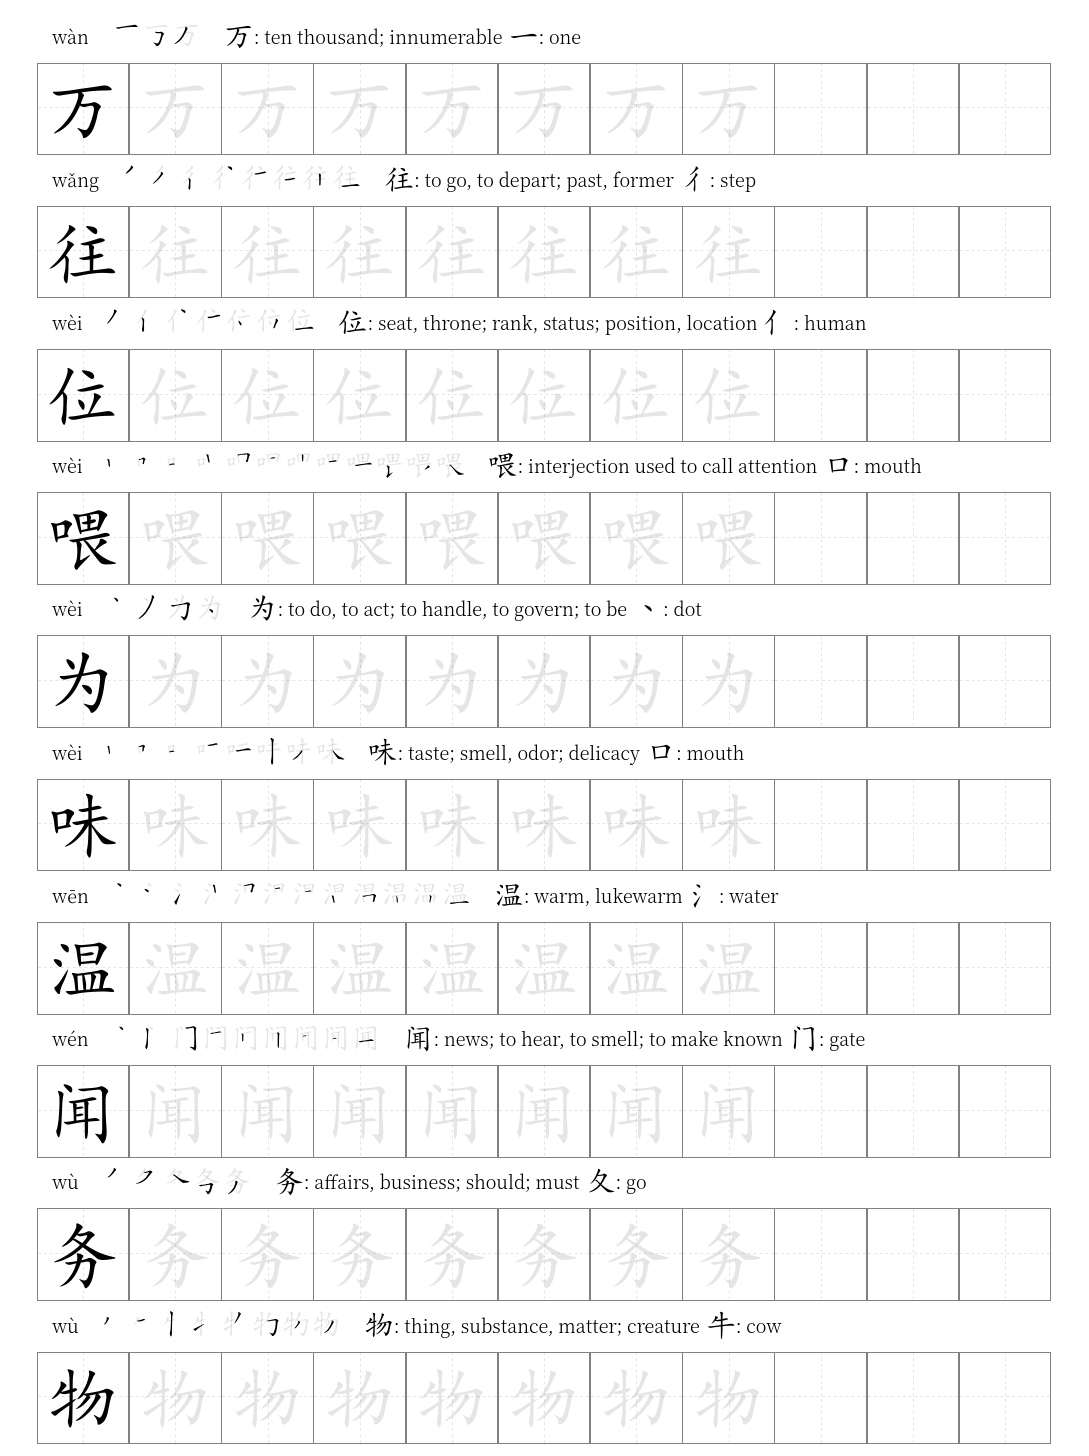 wàn 万: ten thousand; innumerable 一: one
万 万 万 万 万 万 万 万
wǎng 往: to go, to depart; past, former 彳: step
往 往 往 往 往 往 往 往
wèi 位: seat, throne; rank, status; position, location 亻: human
位 位 位 位 位 位 位 位
wèi 喂: interjection used to call attention 口: mouth
喂 喂 喂 喂 喂 喂 喂 喂
wèi 为: to do, to act; to handle, to govern; to be 丶: dot
为 为 为 为 为 为 为 为
wèi 味: taste; smell, odor; delicacy 口: mouth
味 味 味 味 味 味 味 味
wēn 温: warm, lukewarm 氵: water
温 温 温 温 温 温 温 温
wén 闻: news; to hear, to smell; to make known 门: gate
闻 闻 闻 闻 闻 闻 闻 闻
wù 务: affairs, business; should; must 夂: go
务 务 务 务 务 务 务 务
wù 物: thing, substance, matter; creature 牛: cow
物 物 物 物 物 物 物 物